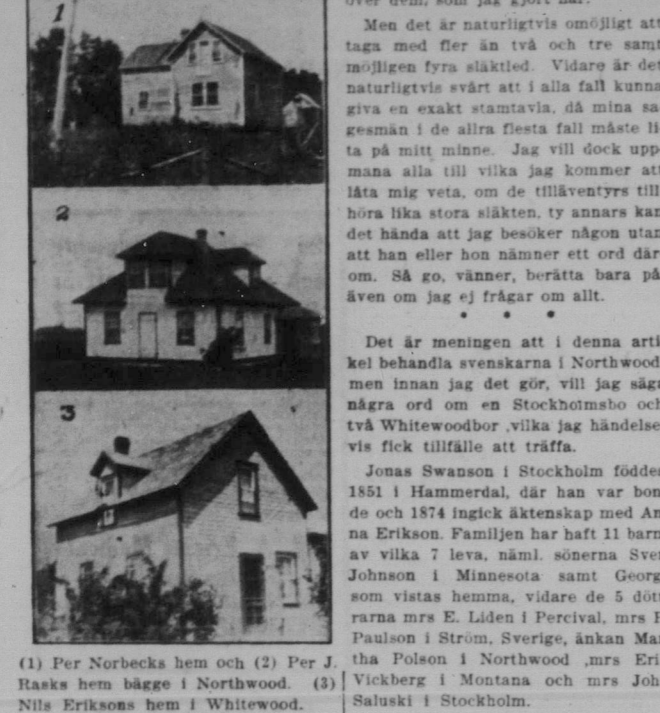 1
2
3
(1) Per Norbecks hem och (2) Per J.
Rasks hem bägge i Northwood. (3)
Nils Eriksons hem i Whitewood.
över dem, som jag gjort här.
Men det är naturligtvis omöjligt att
taga med fler än två och tre samt
möjligen fyra släktled. Vidare är det
naturligtvis svårt att i alla fall kunna
giva en exakt stamtavla, då mina sa
gesmän i de allra flesta fall måste li
ta på mitt minne. Jag vill dock upp
mana alla till vilka jag kommer att
låta mig veta, om de tilläventyrs till
höra lika stora släkten, ty annars kan
det hända att jag besöker någon utan
att han eller hon nämner ett ord där
om. Så go, vänner, berätta bara på
även om jag ej frågar om allt.
• • •
Det är meningen att i denna arti
kel behandla svenskarna i Northwood
men innan jag det gör, vill jag säga
några ord om en Stockholmsbo och
två Whitewoodbor ,vilka jag händelse
vis fick tillfälle att träffa.
Jonas Swanson i Stockholm föddes
1851 i Hammerdal, där han var bon
de och 1874 ingick äktenskap med An
na Erikson. Familjen har haft 11 barn
av vilka 7 leva, näml. sönerna Sven
Johnson i Minnesota samt Georg
som vistas hemma, vidare de 5 dött
rarna mrs E. Liden i Percival, mrs
Paulson i Ström, Sverige, änkan Mar
tha Polson i Northwood ,mrs Eri
Vickberg i Montana och mrs Joh
Saluski i Stockholm.